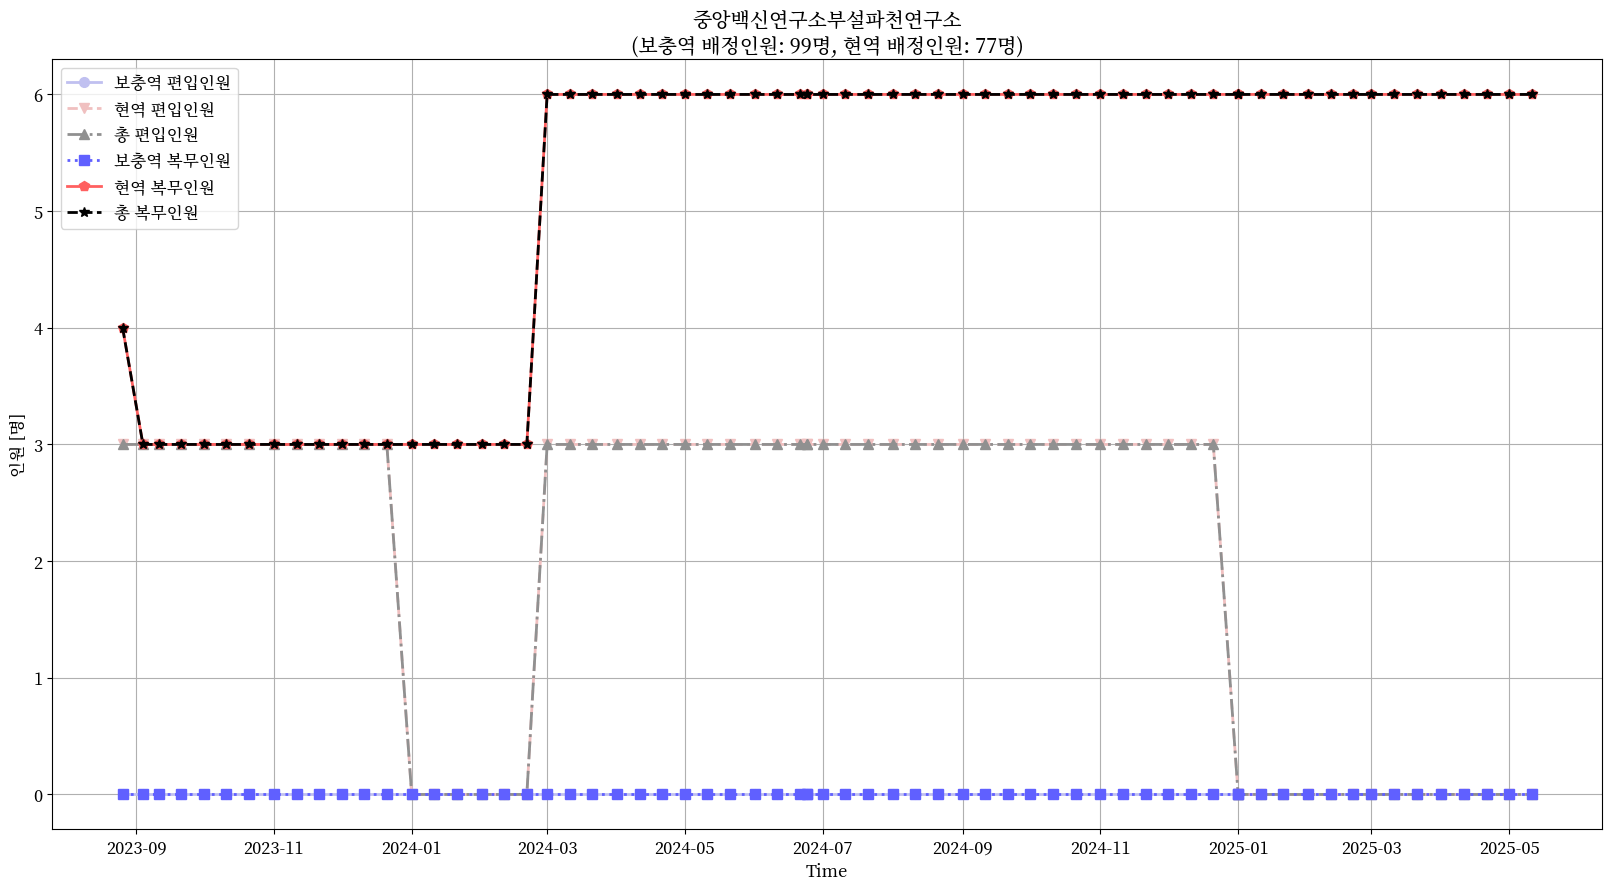 중앙백신연구소부설파천연구소
(보충역 배정인원: 99명, 현역 배정인원: 77명)
보충역 편입인원
현역 편입인원
총 편입인원
보충역 복무인원
현역 복무인원
총 복무인원
6
5
4
3
2
1
0
인원 [명]
2023-09
2023-11
2024-01
2024-03
2024-05
2024-07
2024-09
2024-11
2025-01
2025-03
2025-05
Time